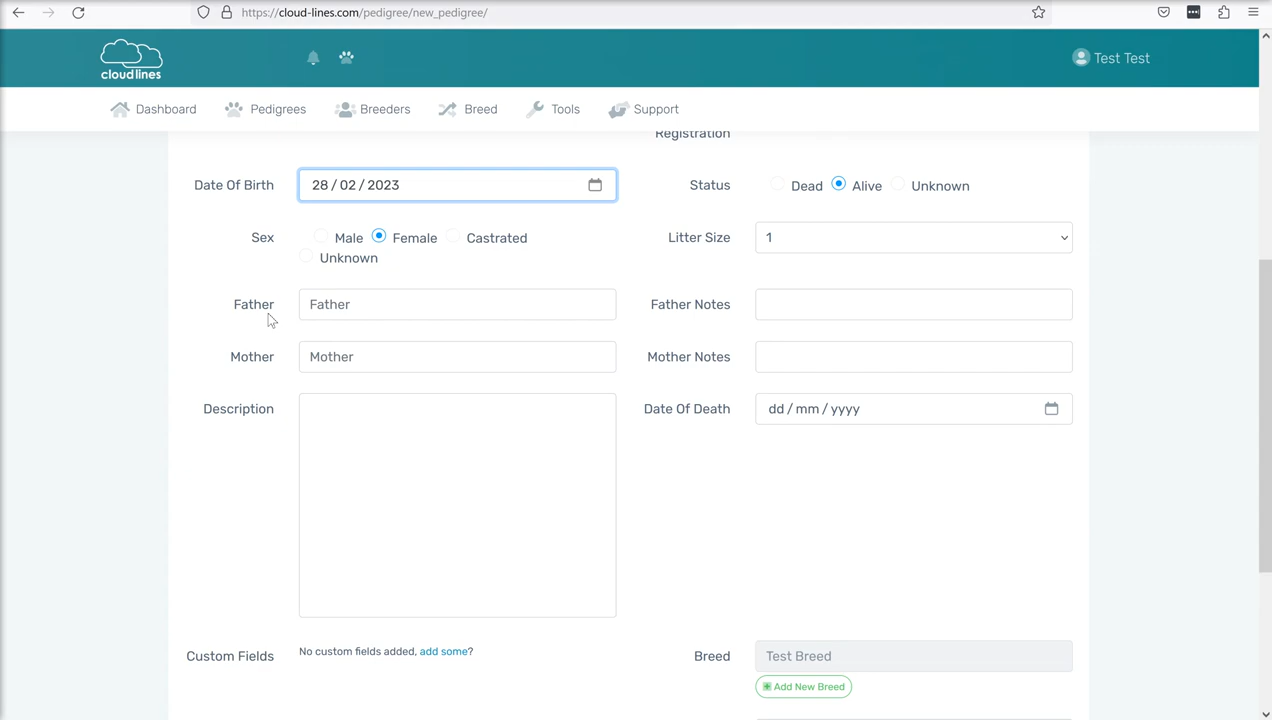 https://cloud-lines.com/pedigree/new_pedigree/
cloudlines
Test Test
Dashboard
Pedigrees
Breeders
Breed
Tools
Support
Registration
Date Of Birth
28 / 02 / 2023
Status
Dead
Alive
Unknown
Sex
Male
Female
Castrated
Unknown
Litter Size
1
Father
Father
Father Notes
Mother
Mother
Mother Notes
Description
Date Of Death
dd / mm / yyyy
Custom Fields
No custom fields added, add some?
Breed
Test Breed
Add New Breed